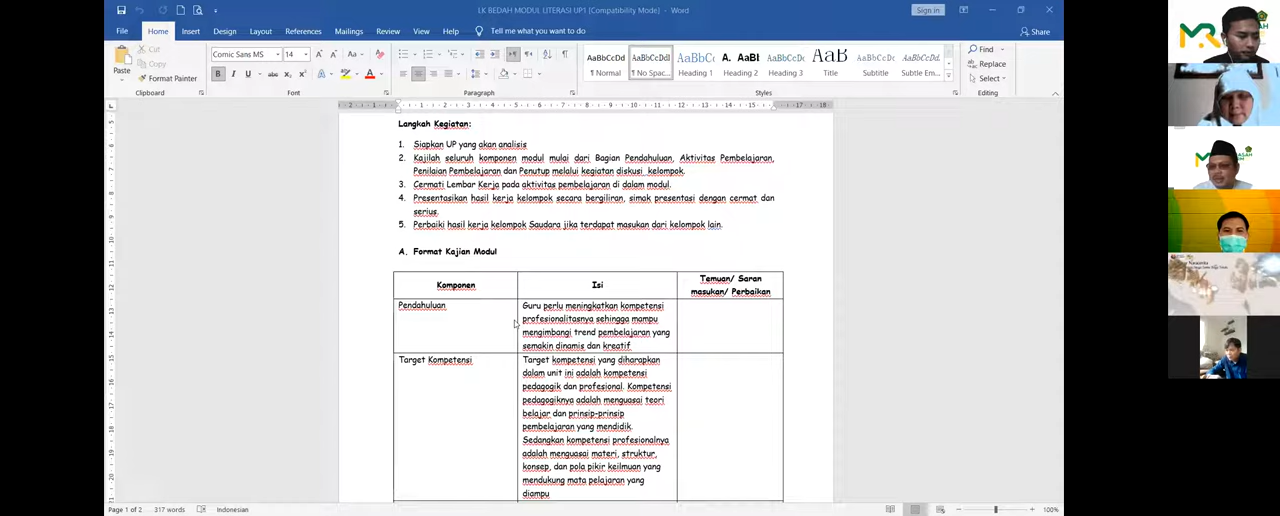 LK BEDAH MODUL LITERASI UP1 [Compatibility Mode] - Word
Sign in
File Home Insert Design Layout References Mailings Review View Help Tell me what you want to do Share
Paste
Cut
Copy
Format Painter
Clipboard
Comic Sans MS 14
Font
Paragraph
AaBbCcDd AaBbCcDd AaBbC AaBb AaBbCc AaB AaBbCcD AaBbCcDd
¶ Normal ¶ No Spac... Heading 1 Heading 2 Heading 3 Title Subtitle Subtle Em...
Styles
Find
Replace
Select
Editing
Langkah Kegiatan:
1. Siapkan UP yang akan analisis
2. Kajilah seluruh komponen modul mulai dari Bagian Pendahuluan, Aktivitas Pembelajaran,
Penilaian Pembelajaran dan Penutup melalui kegiatan diskusi kelompok.
3. Cermati Lembar Kerja pada aktivitas pembelajaran di dalam modul.
4. Presentasikan hasil kerja kelompok secara bergiliran, simak presentasi dengan cermat dan
serius.
5. Perbaiki hasil kerja kelompok Saudara jika terdapat masukan dari kelompok lain.
A. Format Kajian Modul
Komponen
Isi
Temuan/ Saran
masukan/ Perbaikan
Pendahuluan
Guru perlu meningkatkan kompetensi
profesionalitasnya sehingga mampu
mengimbangi trend pembelajaran yang
semakin dinamis dan kreatif
Target Kompetensi
Target kompetensi yang diharapkan
dalam unit ini adalah kompetensi
pedagogik dan profesional. Kompetensi
pedagogiknya adalah menguasai teori
belajar dan prinsip-prinsip
pembelajaran yang mendidik.
Sedangkan kompetensi profesionalnya
adalah menguasai materi, struktur,
konsep, dan pola pikir keilmuan yang
mendukung mata pelajaran yang
diampu
Page 1 of 2 317 words Indonesian
100%